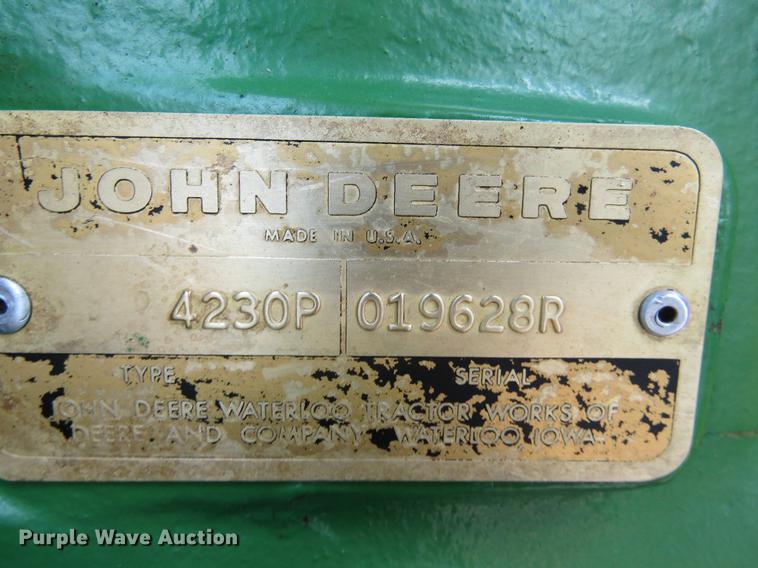 JOHN DEERE
MADE IN U.S.A.
4230P 019628R
TYPE SERIAL
JOHN DEERE WATERLOO TRACTOR WORKS OF
DEERE AND COMPANY WATERLOO, IOWA
Purple Wave Auction